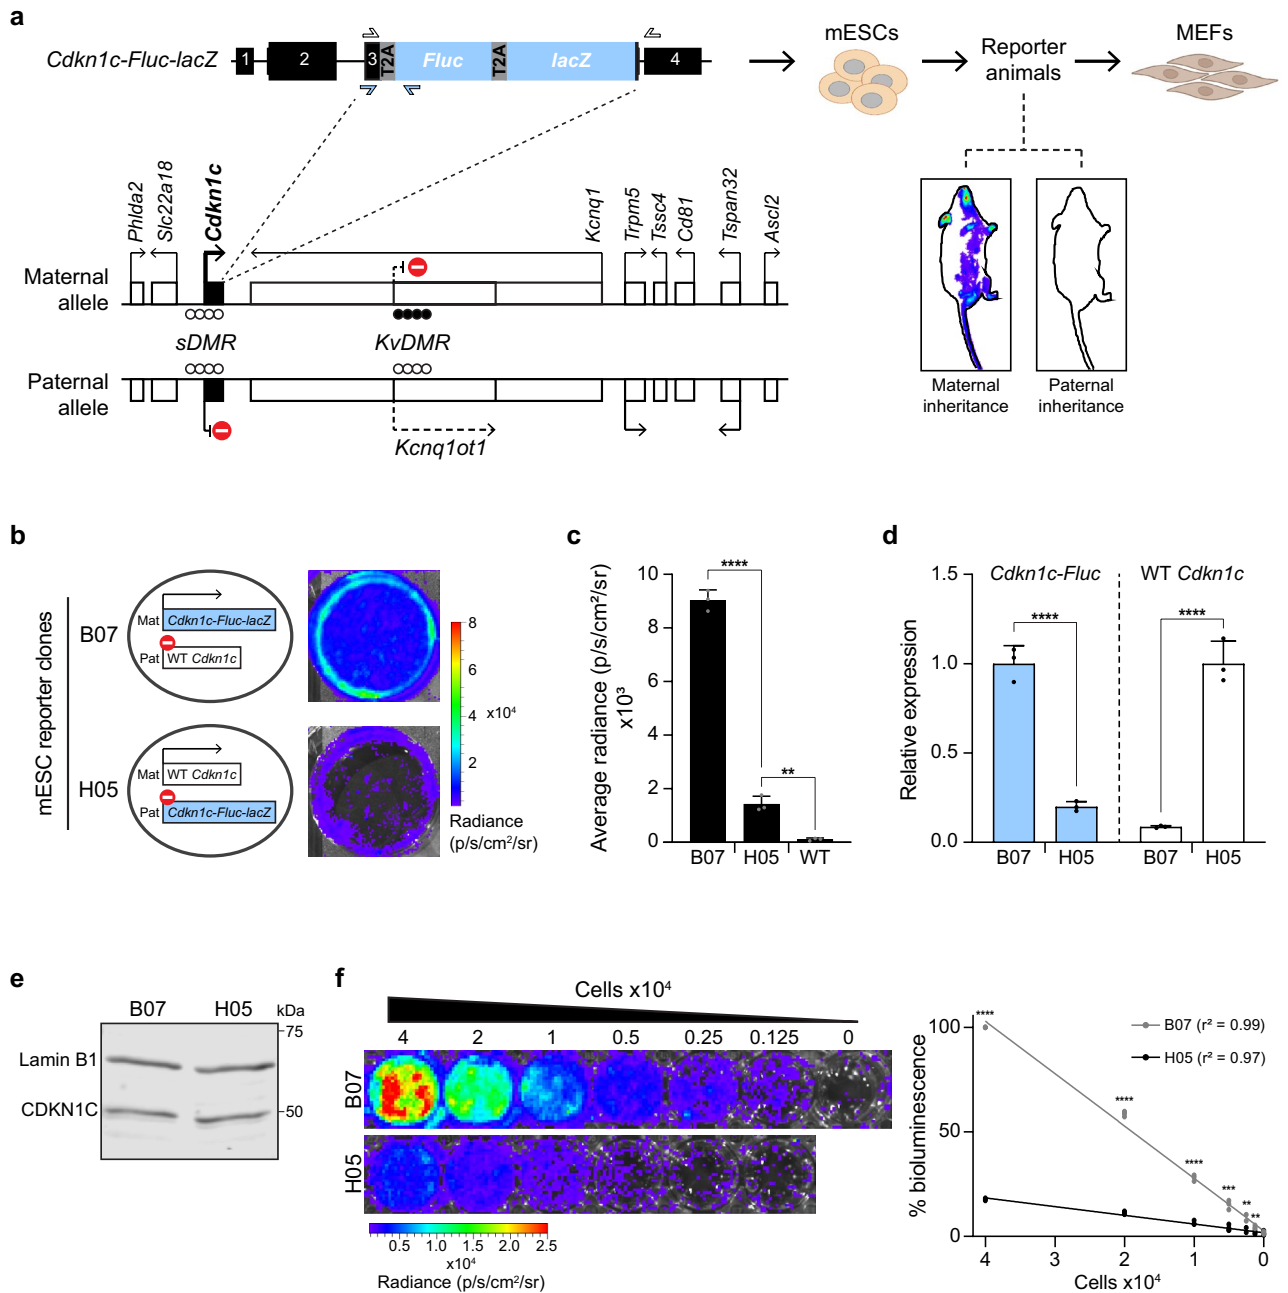 a
Cdkn1c-Fluc-lacZ
1
2
3
T2A
Fluc
T2A
lacZ
4
mESCs
Reporter
animals
MEFs
Phlda2
Slc22a18
Cdkn1c
Kcnq1
Trpm5
Tssc4
Cd81
Tspan32
Ascl2
Maternal
allele
sDMR
KvDMR
Paternal
allele
Kcnq1ot1
Maternal
inheritance
Paternal
inheritance
b
mESC reporter clones
B07
Mat
Cdkn1c-Fluc-lacZ
Pat
WT Cdkn1c
H05
Mat
WT Cdkn1c
Pat
Cdkn1c-Fluc-lacZ
8
6
4
x10⁴
2
Radiance
(p/s/cm²/sr)
c
Average radiance (p/s/cm²/sr)
x10³
10
8
6
4
2
0
****
**
B07
H05
WT
d
Relative expression
1.5
1.0
0.5
0.0
Cdkn1c-Fluc
WT Cdkn1c
****
****
B07
H05
B07
H05
e
B07
H05
kDa
75
Lamin B1
CDKN1C
50
f
Cells x10⁴
4
2
1
0.5
0.25
0.125
0
B07
H05
0.5
1.0
2.0
2.5
x10⁴
Radiance (p/s/cm²/sr)
% bioluminescence
100
50
0
****
****
****
***
**
**
B07 (r² = 0.99)
H05 (r² = 0.97)
4
3
2
1
0
Cells x10⁴